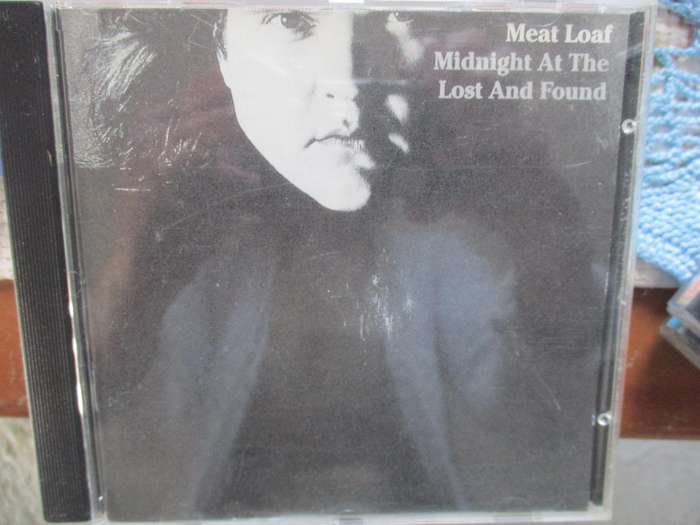 Meat Loaf
Midnight At The
Lost And Found